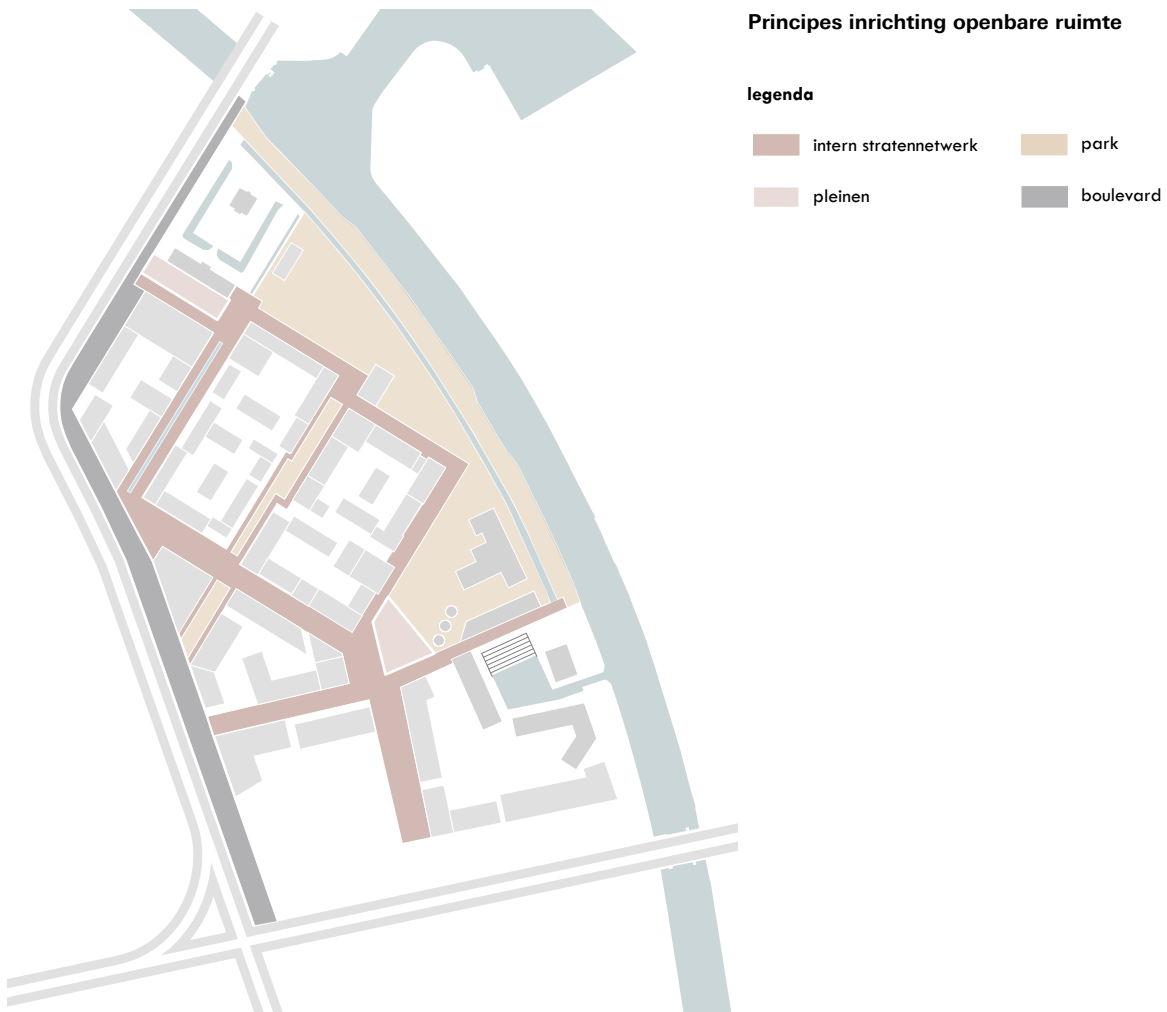 Principes inrichting openbare ruimte
legenda
intern stratennetwerk
park
pleinen
boulevard